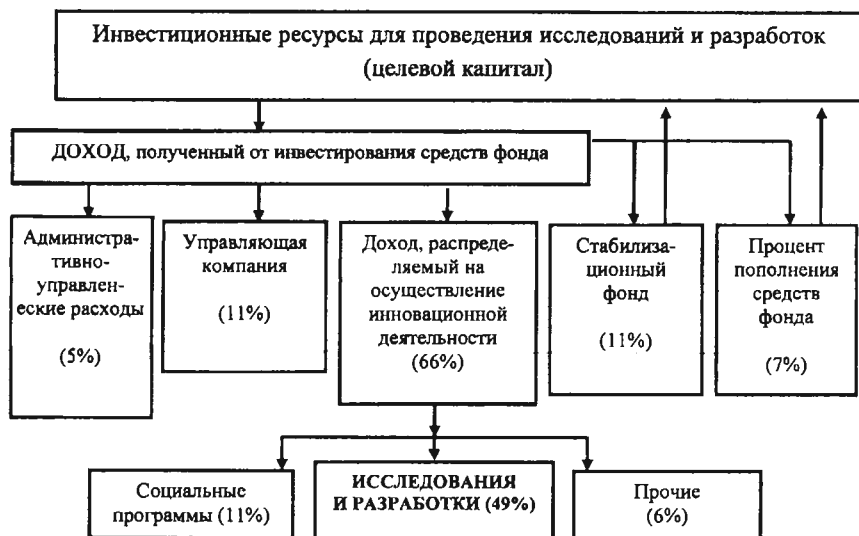 Инвестиционные ресурсы для проведения исследований и разработок
(целевой капитал)
ДОХОД, полученный от инвестирования средств фонда
Административно-
тивно-
управлен-
ческие расходы
(5%)
Управляющая
компания
(11%)
Доход, распреде-
ляемый на
осуществление
инновационной
деятельности
(66%)
Стабилиза-
ционный
фонд
(11%)
Процент
пополнения
средств
фонда
(7%)
Социальные
программы (11%)
ИССЛЕДОВАНИЯ
И РАЗРАБОТКИ (49%)
Прочие
(6%)